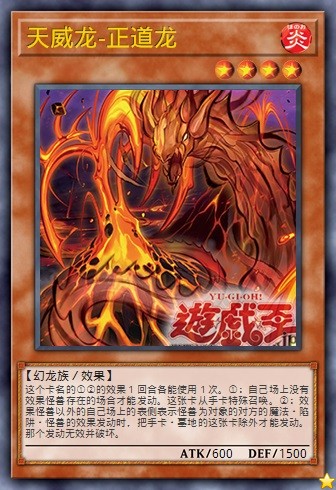 天威龙-正道龙
炎
YU-GI-OH!
遊戯王
【幻龙族/效果】
这个卡名的①②的效果1回合各能使用1次。①：自己场上没有
效果怪兽存在的场合才能发动。这张卡从手卡特殊召唤。②：效
果怪兽以外的自己场上的表侧表示怪兽为对象的对方的魔法·陷
阱·怪兽的效果发动时，把手卡·墓地的这张卡除外才能发动。
那个发动无效并破坏。
ATK/600 DEF/1500